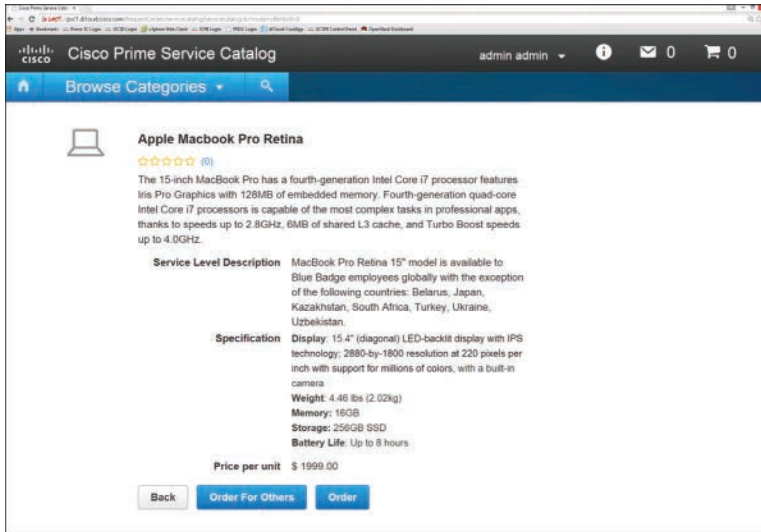 cisco
Cisco Prime Service Catalog
admin admin
0
0
Browse Categories
Apple Macbook Pro Retina
(0)
The 15-inch MacBook Pro has a fourth-generation Intel Core i7 processor features
Iris Pro Graphics with 128MB of embedded memory. Fourth-generation quad-core
Intel Core i7 processors is capable of the most complex tasks in professional apps,
thanks to speeds up to 2.8GHz, 6MB of shared L3 cache, and Turbo Boost speeds
up to 4.0GHz.
Service Level Description MacBook Pro Retina 15" model is available to
Blue Badge employees globally with the exception
of the following countries: Belarus, Japan,
Kazakhstan, South Africa, Turkey, Ukraine,
Uzbekistan.
Specification Display: 15.4" (diagonal) LED-backlit display with IPS
technology; 2880-by-1800 resolution at 220 pixels per
inch with support for millions of colors, with a built-in
camera
Weight: 4.46 lbs (2.02kg)
Memory: 16GB
Storage: 256GB SSD
Battery Life: Up to 8 hours
Price per unit $ 1999.00
Back Order For Others Order